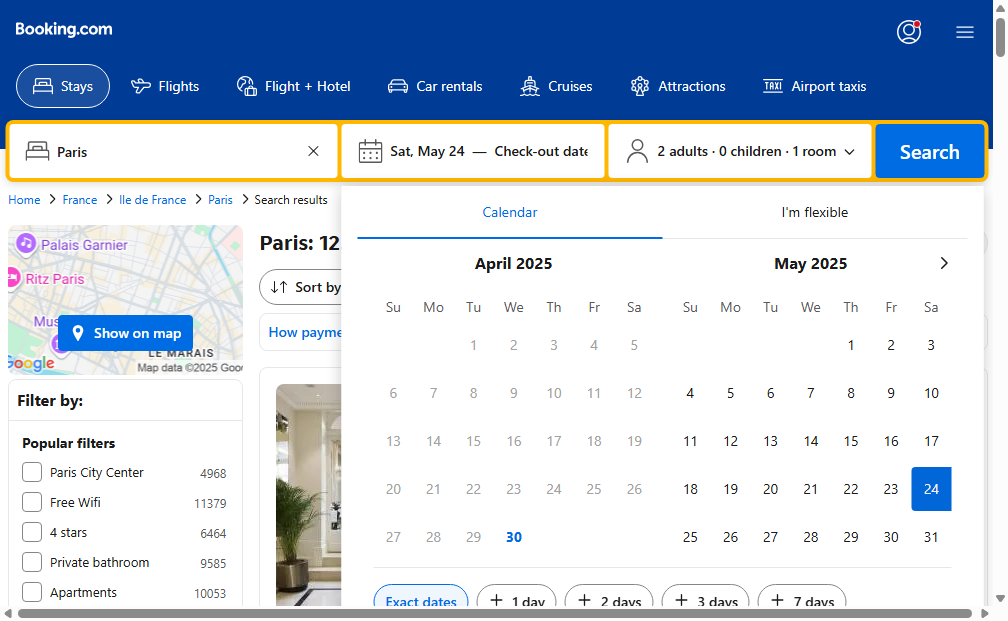 Booking.com
Stays
Flights
Flight + Hotel
Car rentals
Cruises
Attractions
TAXI Airport taxis
Paris
Sat, May 24 — Check-out date
2 adults · 0 children · 1 room
Search
Home > France > Ile de France > Paris > Search results
Calendar
I'm flexible
Palais Garnier
Ritz Paris
Show on map
LE MARAIS
Google
Map data ©2025
Paris: 12
Sort by
How
Filter by:
Popular filters
Paris City Center 4968
Free Wifi 11379
4 stars 6464
Private bathroom 9585
Apartments 10053
April 2025
Su Mo Tu We Th Fr Sa
1 2 3 4 5
6 7 8 9 10 11 12
13 14 15 16 17 18 19
20 21 22 23 24 25 26
27 28 29 30
May 2025
Su Mo Tu We Th Fr Sa
1 2 3
4 5 6 7 8 9 10
11 12 13 14 15 16 17
18 19 20 21 22 23 24
25 26 27 28 29 30 31
Exact dates
+ 1 day
+ 2 days
+ 3 days
+ 7 days